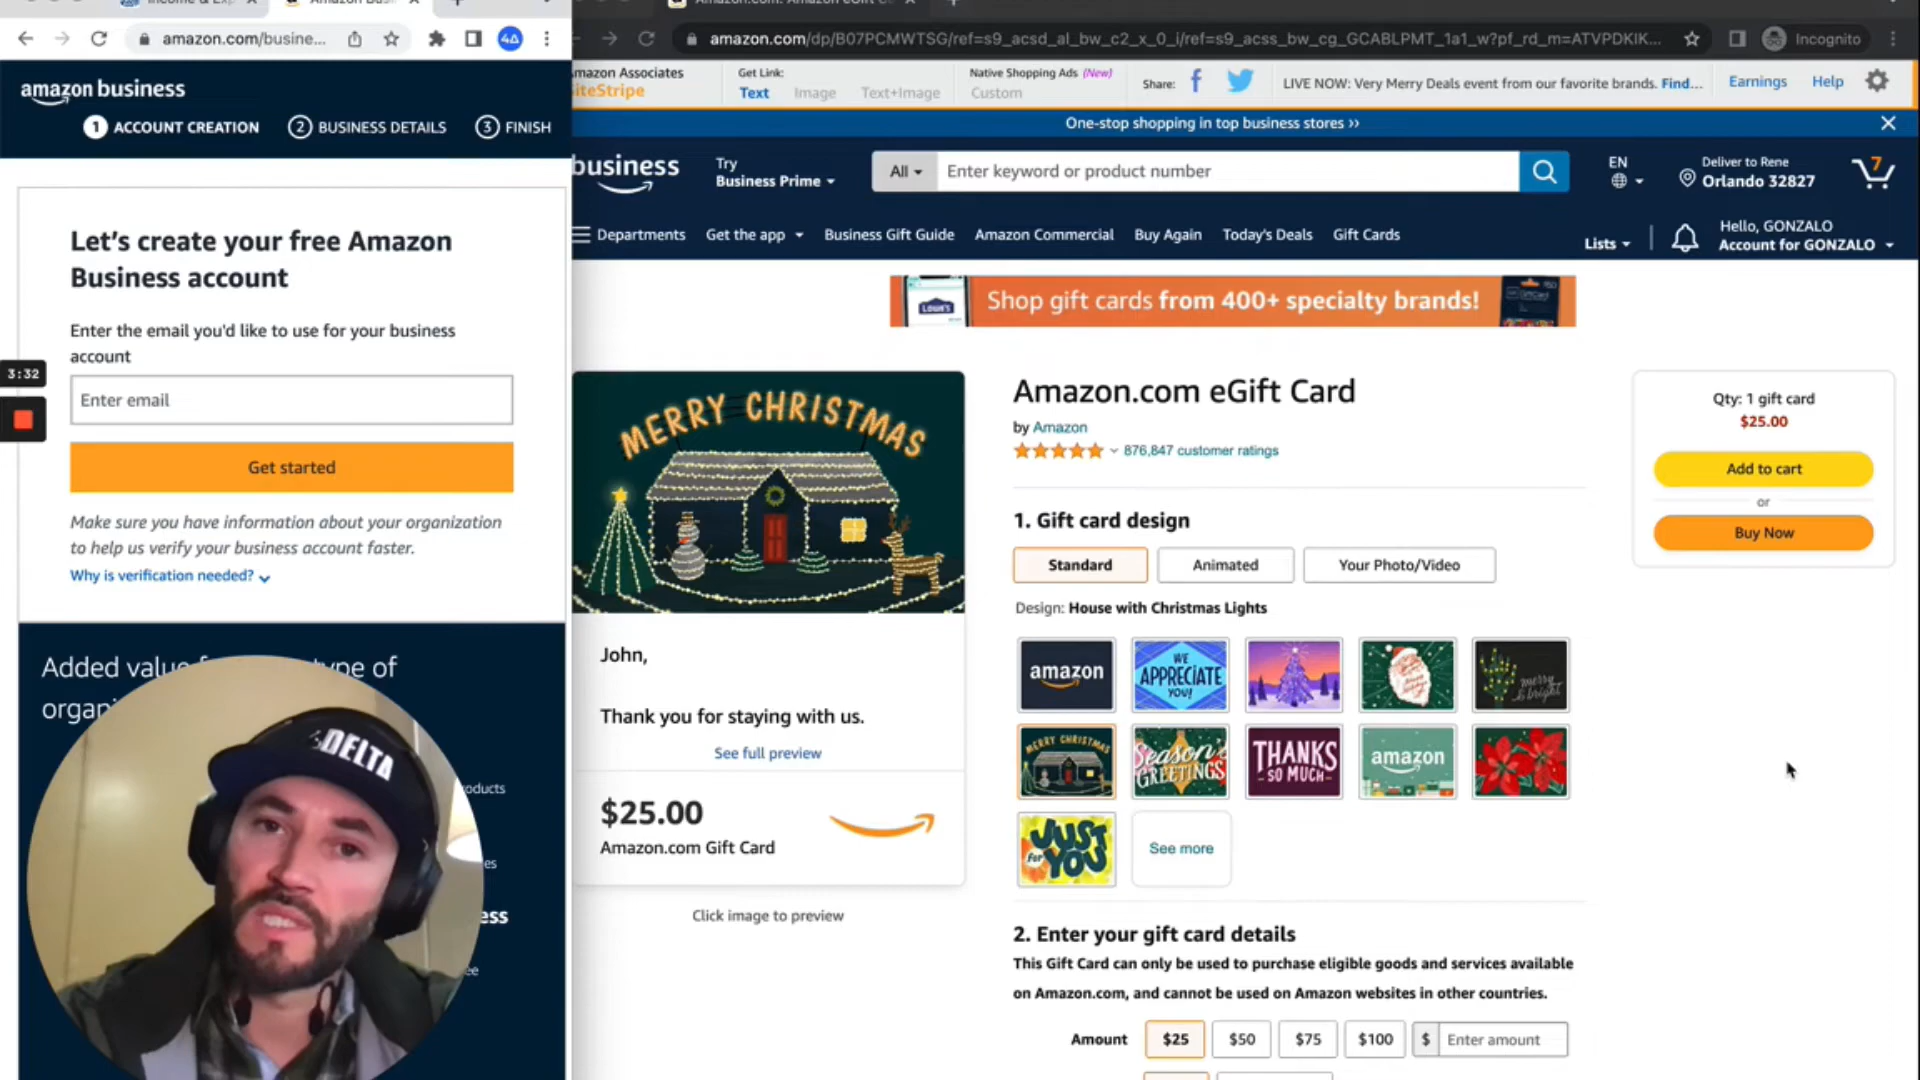 amazon.com/busine...
amazon business
1 ACCOUNT CREATION
2 BUSINESS DETAILS
3 FINISH
Let's create your free Amazon
Business account
Enter the email you'd like to use for your business
account
Enter email
Get started
Make sure you have information about your organization
to help us verify your business account faster.
Why is verification needed?
3:32
Added
organ
DELTA
amazon.com/dp/B07PCMWTSG/ref=s9_acsd_al_bw_c2_x_0_i/ref=s9_acss_bw_cg_GCABLPMT_1a1_w?pf_rd_m=ATVPDKIK...
Incognito
Get Link:
Text Image Text+Image
Native Shopping Ads (New)
Custom
Share:
LIVE NOW: Very Merry Deals event from our favorite brands. Find...
Earnings
Help
One-stop shopping in top business stores ››
business
Try
Business Prime
All
Enter keyword or product number
EN
Deliver to Rene
Orlando 32827
7
Departments
Get the app
Business Gift Guide
Amazon Commercial
Buy Again
Today's Deals
Gift Cards
Lists
Hello, GONZALO
Account for GONZALO
LOWE'S
Shop gift cards from 400+ specialty brands!
MERRY CHRISTMAS
John,
Thank you for staying with us.
See full preview
$25.00
Amazon.com Gift Card
Click image to preview
Amazon.com eGift Card
by Amazon
876,847 customer ratings
1. Gift card design
Standard
Animated
Your Photo/Video
Design: House with Christmas Lights
amazon
WE
APPRECIATE
YOU!
merry
& bright
MERRY CHRISTMAS
Season's
GREETINGS
THANKS
SO MUCH
amazon
JUST
for YOU
See more
2. Enter your gift card details
This Gift Card can only be used to purchase eligible goods and services available
on Amazon.com, and cannot be used on Amazon websites in other countries.
Amount
$25
$50
$75
$100
$ Enter amount
Qty: 1 gift card
$25.00
Add to cart
or
Buy Now